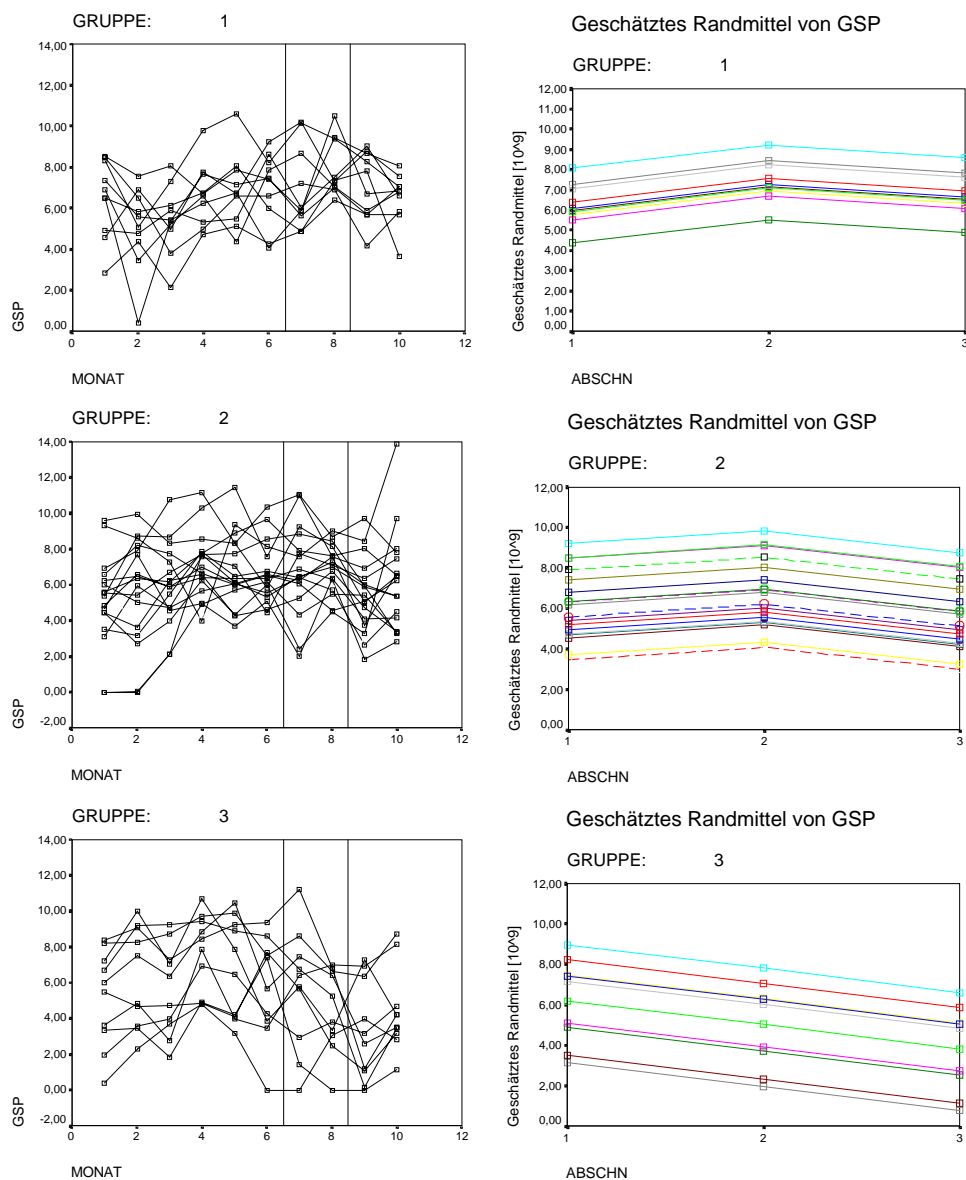 GRUPPE: 1
14,00
12,00
10,00
8,00
6,00
4,00
2,00
0,00
GSP
0 2 4 6 8 10 12
MONAT
Geschätztes Randmittel von GSP
GRUPPE: 1
12,00
11,00
10,00
9,00
8,00
7,00
6,00
5,00
4,00
3,00
2,00
1,00
0,00
Geschätztes Randmittel [10^9]
1 2 3
ABSCHN
GRUPPE: 2
14,00
12,00
10,00
8,00
6,00
4,00
2,00
0,00
-2,00
GSP
0 2 4 6 8 10 12
MONAT
Geschätztes Randmittel von GSP
GRUPPE: 2
12,00
10,00
8,00
6,00
4,00
2,00
0,00
Geschätztes Randmittel [10^9]
1 2 3
ABSCHN
GRUPPE: 3
14,00
12,00
10,00
8,00
6,00
4,00
2,00
0,00
-2,00
GSP
0 2 4 6 8 10 12
MONAT
Geschätztes Randmittel von GSP
GRUPPE: 3
12,00
10,00
8,00
6,00
4,00
2,00
0,00
Geschätztes Randmittel [10^9]
1 2 3
ABSCHN